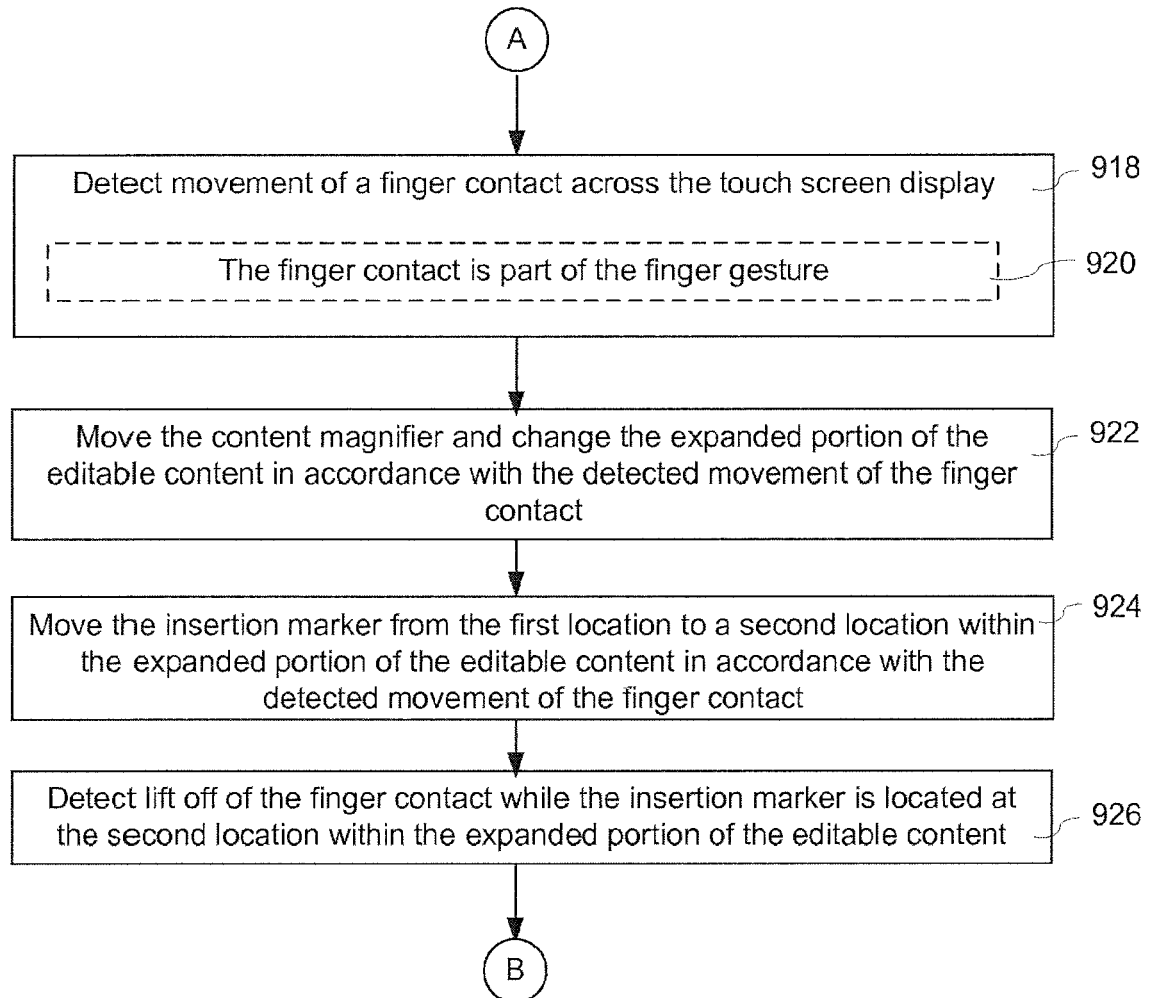 A
Detect movement of a finger contact across the touch screen display
918
The finger contact is part of the finger gesture
920
Move the content magnifier and change the expanded portion of the
editable content in accordance with the detected movement of the finger
contact
922
Move the insertion marker from the first location to a second location within
the expanded portion of the editable content in accordance with the
detected movement of the finger contact
924
Detect lift off of the finger contact while the insertion marker is located at
the second location within the expanded portion of the editable content
926
B